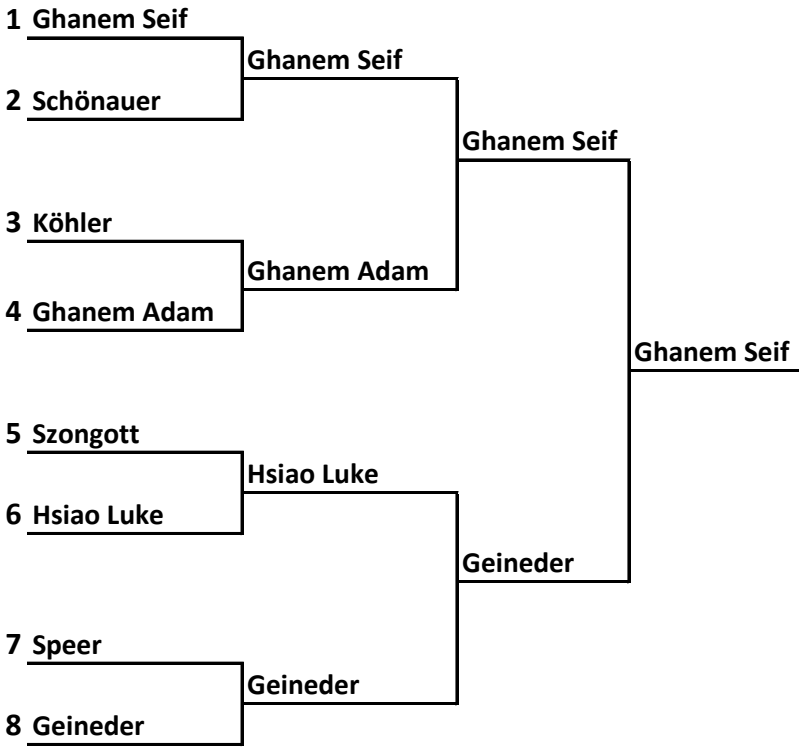 1 Ghanem Seif
Ghanem Seif
2 Schönauer
Ghanem Seif
3 Köhler
Ghanem Adam
4 Ghanem Adam
Ghanem Seif
5 Szongott
Hsiao Luke
6 Hsiao Luke
Geineder
7 Speer
Geineder
8 Geineder